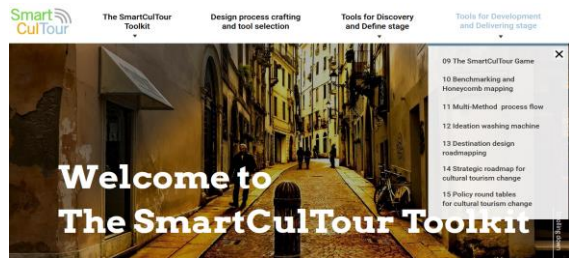 Smart
CulTour
The SmartCulTour
Toolkit
Design process crafting
and tool selection
Tools for Discovery
and Define stage
Tools for Development
and Delivering stage
09 The SmartCulTour Game
10 Benchmarking and
Honeycomb mapping
11 Multi-Method process flow
12 Ideation washing machine
13 Destination design
roadmapping
14 Strategic roadmap for
cultural tourism change
15 Policy round tables
for cultural tourism change
Welcome to
The SmartCulTour Toolkit